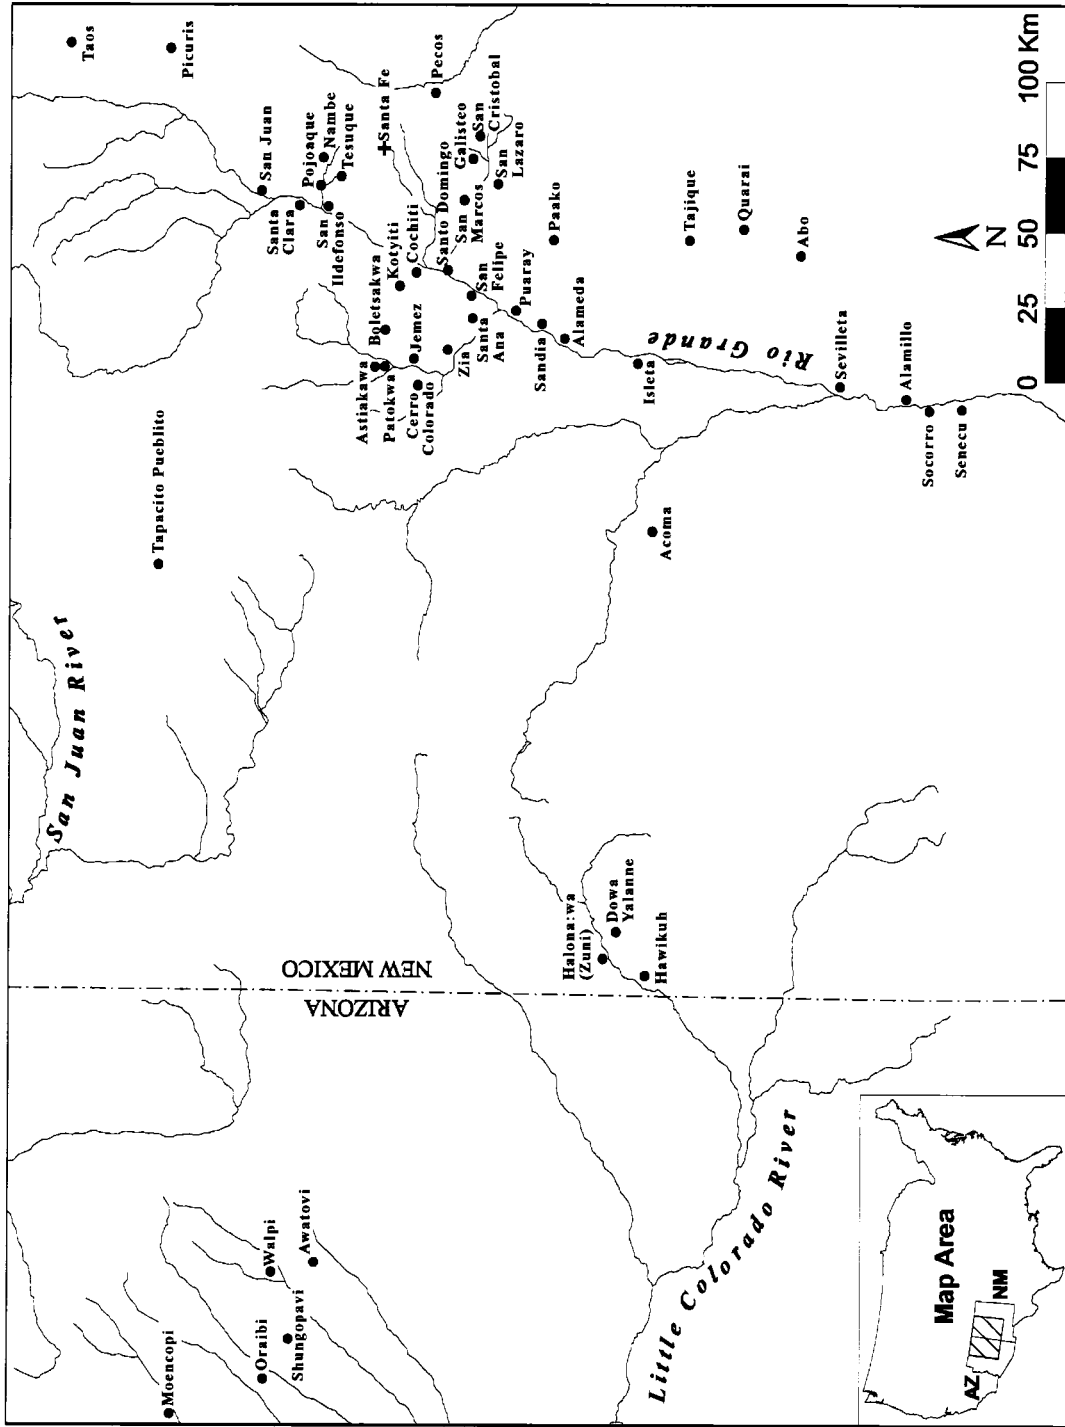 Taos
Picuris
San Juan River
Tapacito Pueblito
San Juan
Santa
Clara
Pojoaque
Nambe
Tesuque
San
Ildefonso
Santa Fe
Pecos
Moencopi
Oraibi
Shungopavi
Walpi
Awatovi
ARIZONA
NEW MEXICO
Astiakawa
Patokwa
Boletsakwa
Kotyiti
Cochiti
Jemez
Cerro
Colorado
Santo Domingo
Galisteo
San
Cristobal
San
Lazaro
San
Marcos
Zia
Santa
Ana
San
Felipe
Puaray
Sandia
Alameda
Paako
Halona:wa
(Zuni)
Dowa
Yalanne
Hawikuh
Acoma
Isleta
Rio Grande
Tajique
Quarai
Abo
Little Colorado River
Sevilleta
Alamillo
Socorro
Senecu
N
Map Area
AZ
NM
0 25 50 75 100 Km